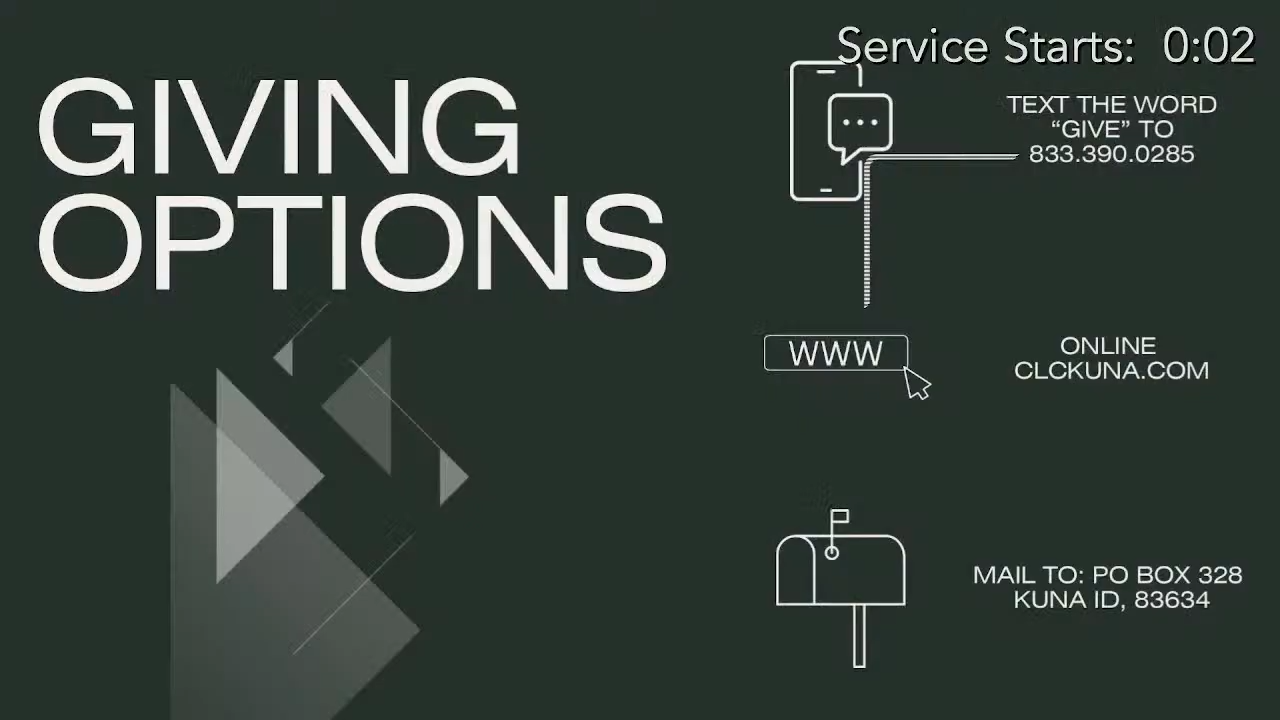 Service Starts: 0:02
GIVING
OPTIONS
TEXT THE WORD
“GIVE” TO
833.390.0285
WWW
ONLINE
CLCKUNA.COM
MAIL TO: PO BOX 328
KUNA ID, 83634